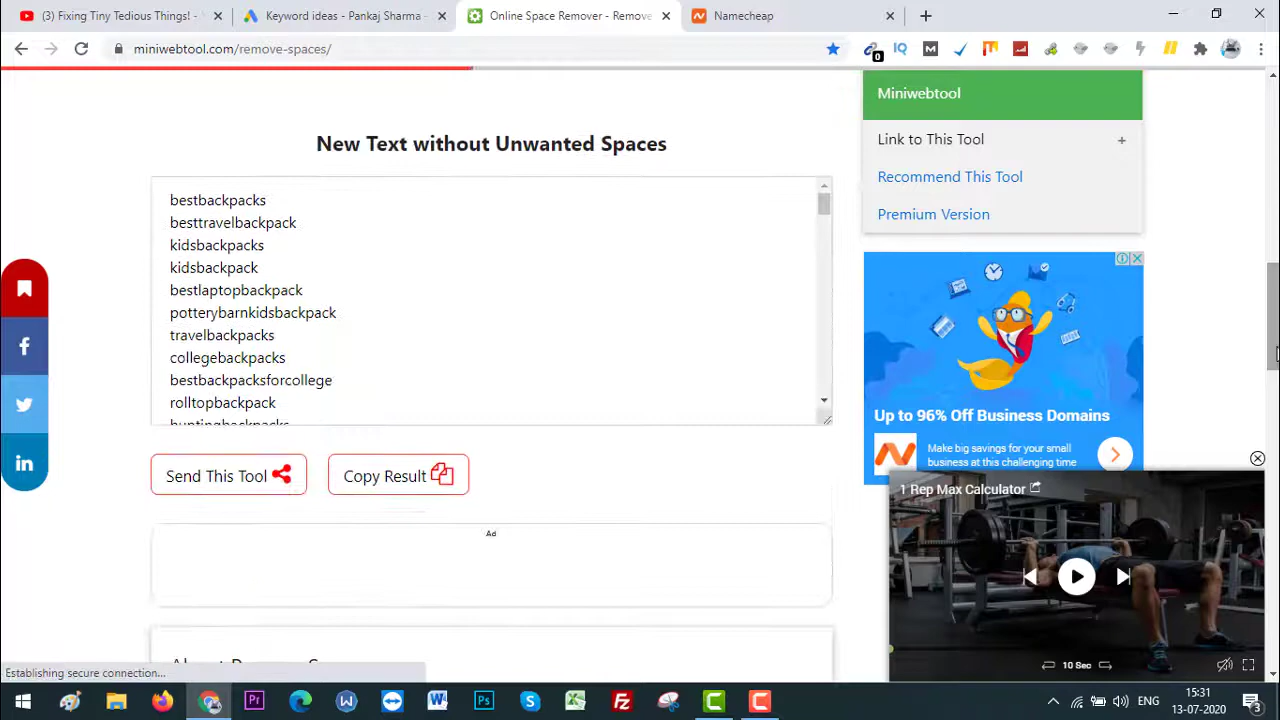 (3) Fixing Tiny Tedious Things! -
Keyword ideas - Pankaj Sharma -
Online Space Remover - Remove
Namecheap
miniwebtool.com/remove-spaces/
IQ
M
0
New Text without Unwanted Spaces
bestbackpacks
besttravelbackpack
kidsbackpacks
kidsbackpack
bestlaptopbackpack
potterybarnkidsbackpack
travelbackpacks
collegebackpacks
bestbackpacksforcollege
rolltopbackpack
huntingbackpacks
Send This Tool
Copy Result
Ad
Miniwebtool
Link to This Tool +
Recommend This Tool
Premium Version
Up to 96% Off Business Domains
Make big savings for your small
business at this challenging time
1 Rep Max Calculator
10 Sec
Establishing secure connection...
ENG
15:31
13-07-2020
3